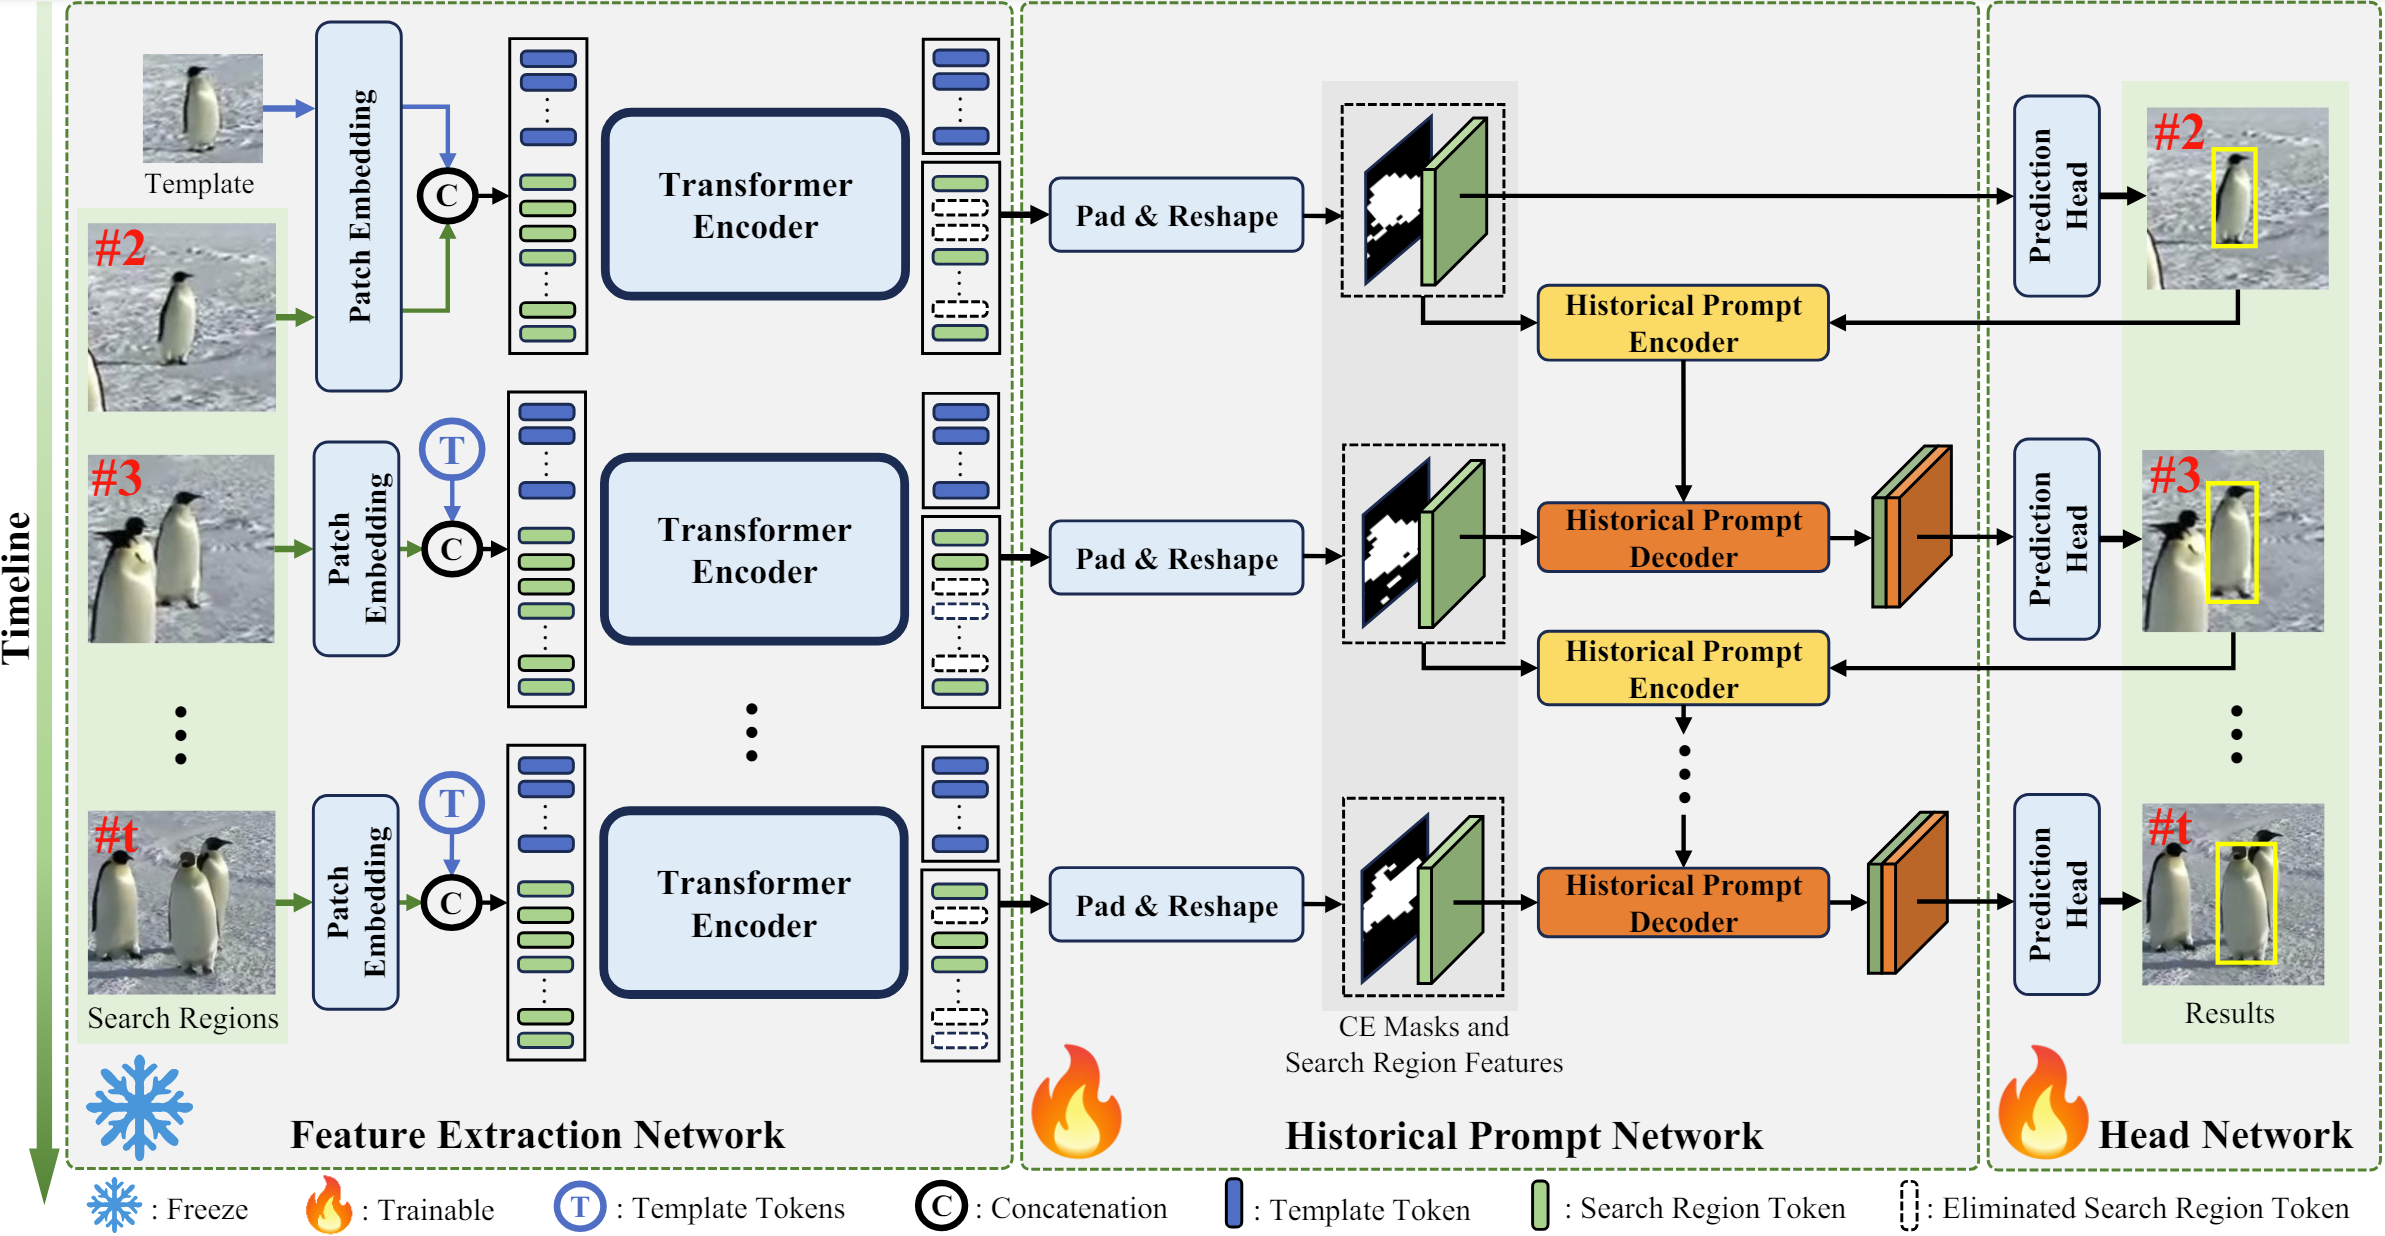 Timeline
Template
#2
#3
#t
Search Regions
Patch Embedding
C
Transformer
Encoder
Pad & Reshape
Historical Prompt
Encoder
Prediction
Head
#2
T
Patch
Embedding
C
Transformer
Encoder
Pad & Reshape
Historical Prompt
Decoder
Prediction
Head
#3
Historical Prompt
Encoder
T
Patch
Embedding
C
Transformer
Encoder
Pad & Reshape
Historical Prompt
Decoder
Prediction
Head
#t
CE Masks and
Search Region Features
Results
Feature Extraction Network
Historical Prompt Network
Head Network
: Freeze
: Trainable
T : Template Tokens
C : Concatenation
: Template Token
: Search Region Token
: Eliminated Search Region Token